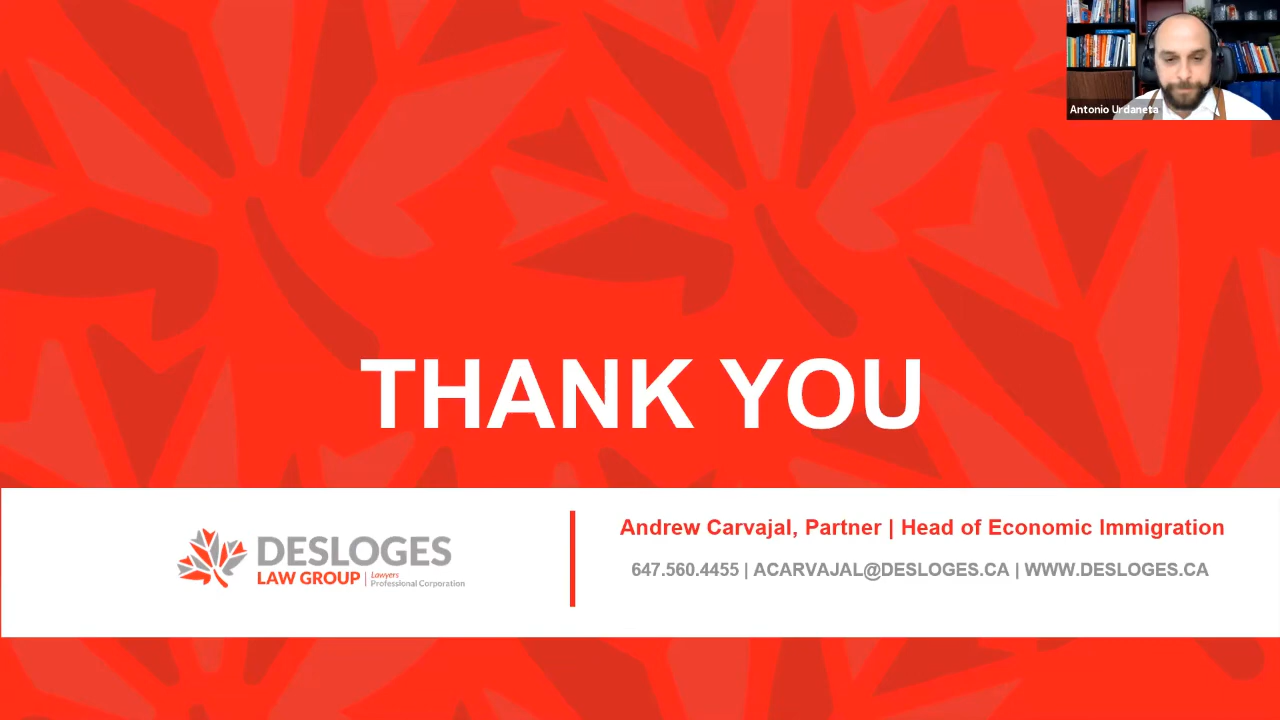 Antonio Urdaneta
THANK YOU
DESLOGES
LAW GROUP | Lawyers
Professional Corporation
Andrew Carvajal, Partner | Head of Economic Immigration
647.560.4455 | ACARVAJAL@DESLOGES.CA | WWW.DESLOGES.CA